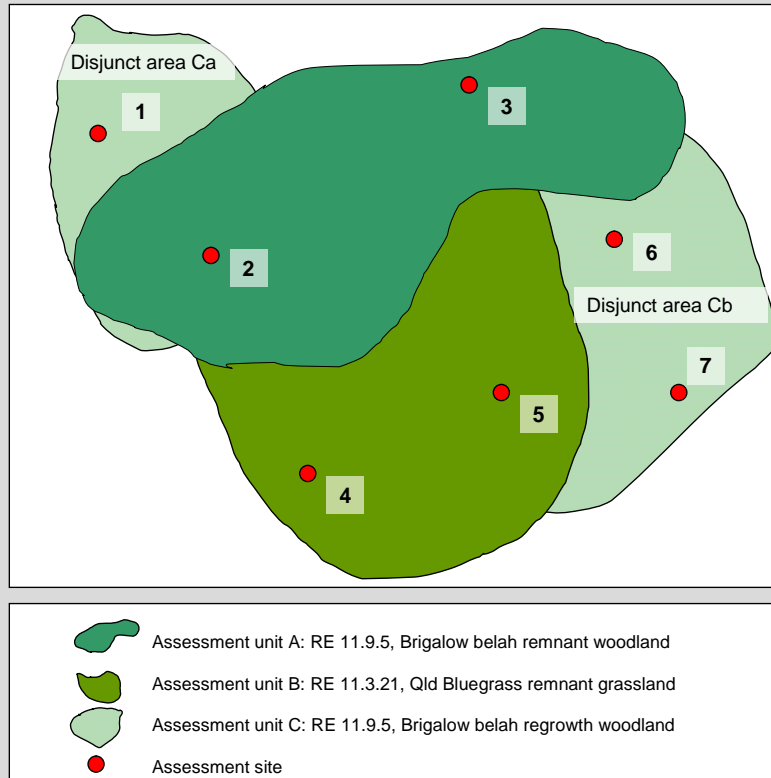 Disjunct area Ca
1
3
2
6
Disjunct area Cb
7
5
4
Assessment unit A: RE 11.9.5, Brigalow belah remnant woodland
Assessment unit B: RE 11.3.21, Qld Bluegrass remnant grassland
Assessment unit C: RE 11.9.5, Brigalow belah regrowth woodland
Assessment site